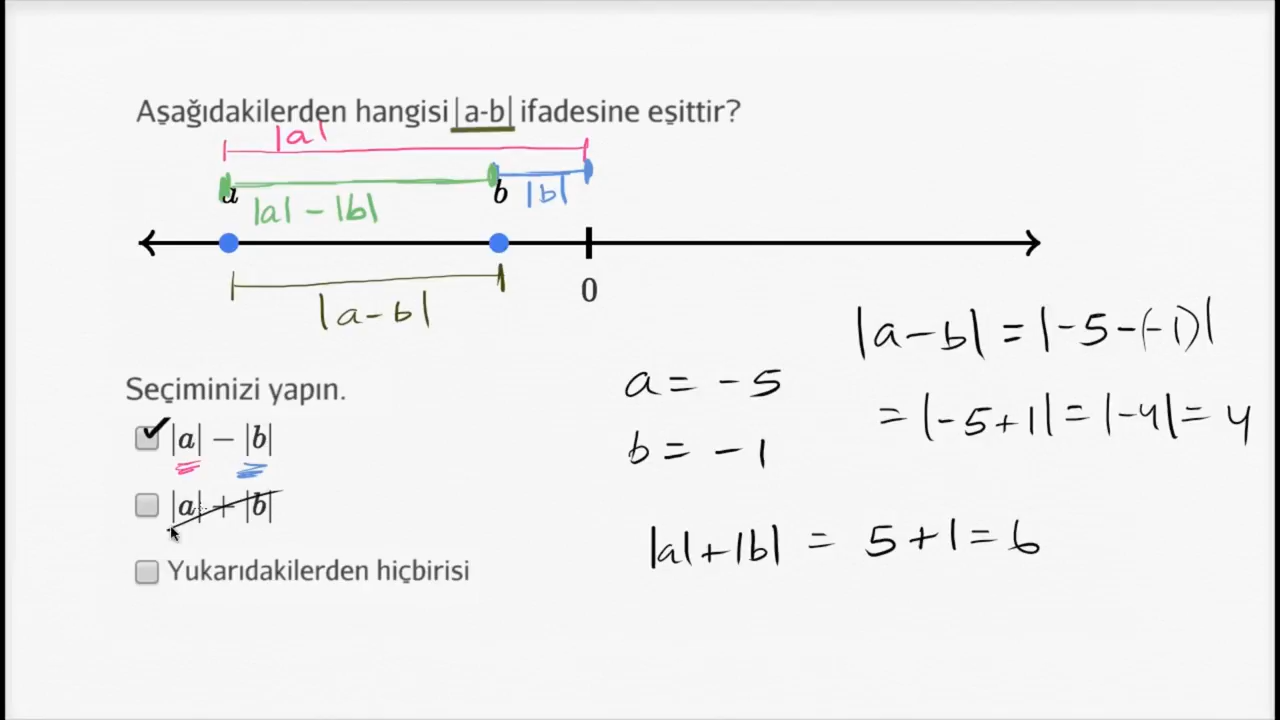 Aşağıdakilerden hangisi |a-b| ifadesine eşittir?
|a|
a
b
|b|
|a| - |b|
0
|a-b|
|a-b| = |-5-(-1)|
a = -5
= |-5+1| = |-4| = 4
b = -1
Seçiminizi yapın.
|a| − |b|
|a| + |b|
|a|+|b| = 5+1=6
Yukarıdakilerden hiçbirisi